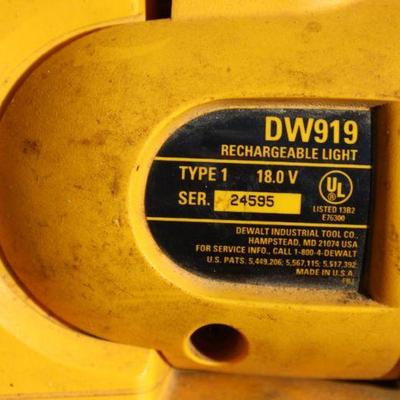 DW919
RECHARGEABLE LIGHT
TYPE 1 18.0 V
SER. 24595
UL
LISTED 13B2
E76300
DEWALT INDUSTRIAL TOOL CO.,
HAMPSTEAD, MD 21074 USA
FOR SERVICE INFO., CALL 1-800-4-DEWALT
U.S. PATS. 5,449,206; 5,567,115; 5,517,392
MADE IN U.S.A.